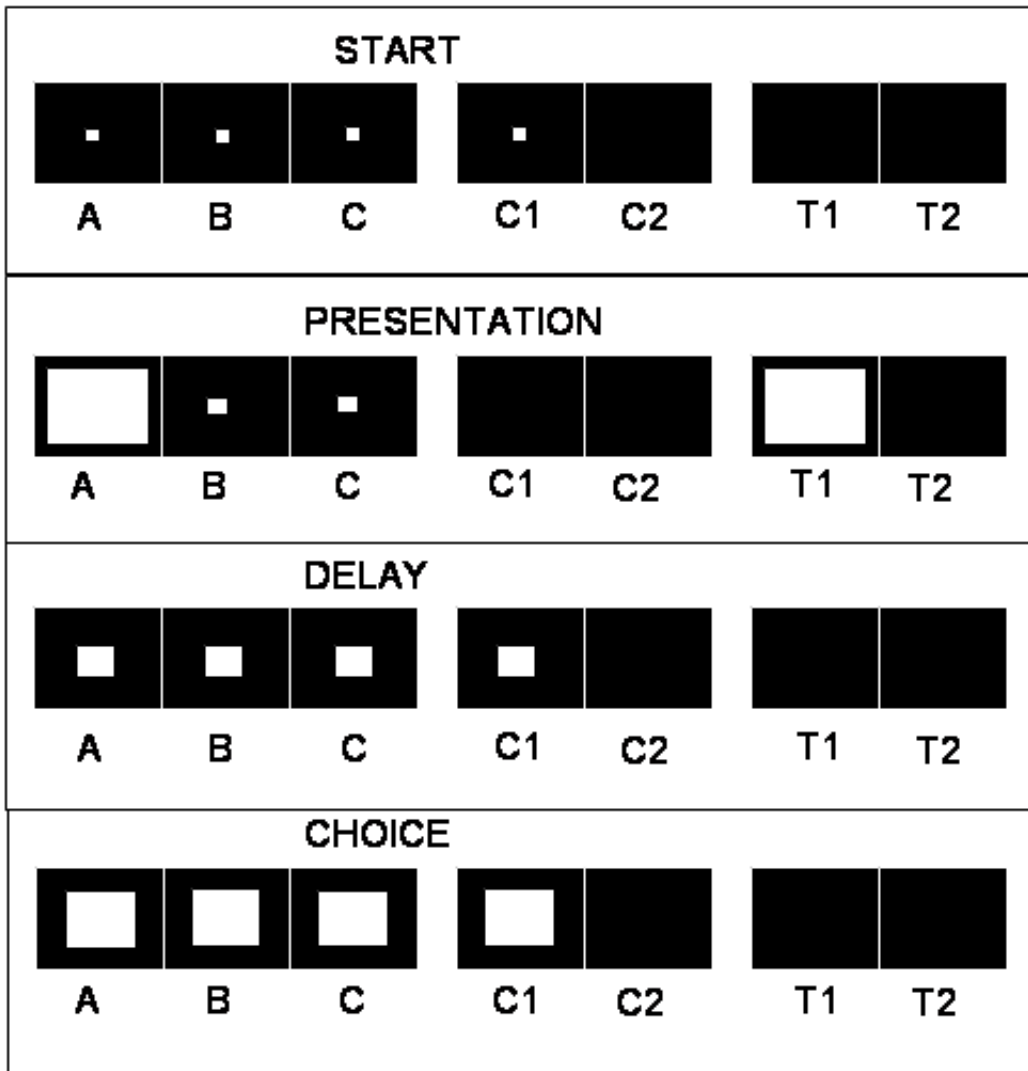 START
A B C C1 C2 T1 T2
PRESENTATION
A B C C1 C2 T1 T2
DELAY
A B C C1 C2 T1 T2
CHOICE
A B C C1 C2 T1 T2